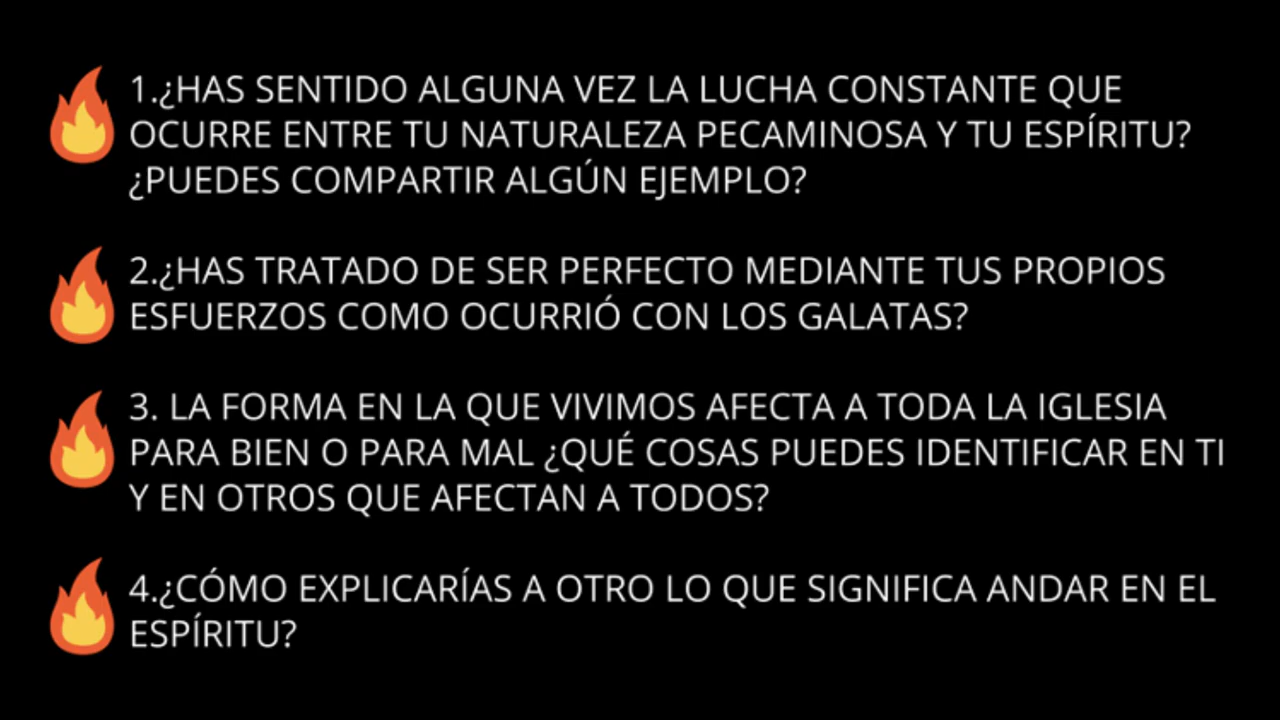 1.¿HAS SENTIDO ALGUNA VEZ LA LUCHA CONSTANTE QUE
OCURRE ENTRE TU NATURALEZA PECAMINOSA Y TU ESPÍRITU?
¿PUEDES COMPARTIR ALGÚN EJEMPLO?
2.¿HAS TRATADO DE SER PERFECTO MEDIANTE TUS PROPIOS
ESFUERZOS COMO OCURRIÓ CON LOS GALATAS?
3. LA FORMA EN LA QUE VIVIMOS AFECTA A TODA LA IGLESIA
PARA BIEN O PARA MAL ¿QUÉ COSAS PUEDES IDENTIFICAR EN TI
Y EN OTROS QUE AFECTAN A TODOS?
4.¿CÓMO EXPLICARÍAS A OTRO LO QUE SIGNIFICA ANDAR EN EL
ESPÍRITU?